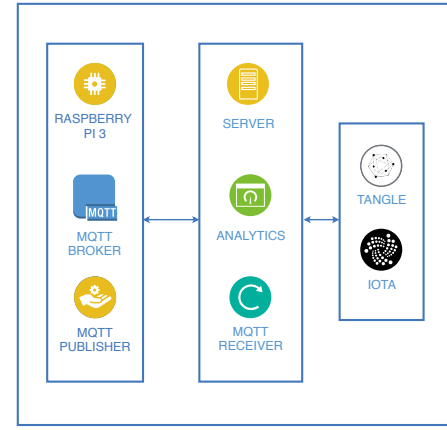 RASPBERRY
PI 3
MQTT
MQTT
BROKER
MQTT
PUBLISHER
SERVER
ANALYTICS
MQTT
RECEIVER
TANGLE
IOTA